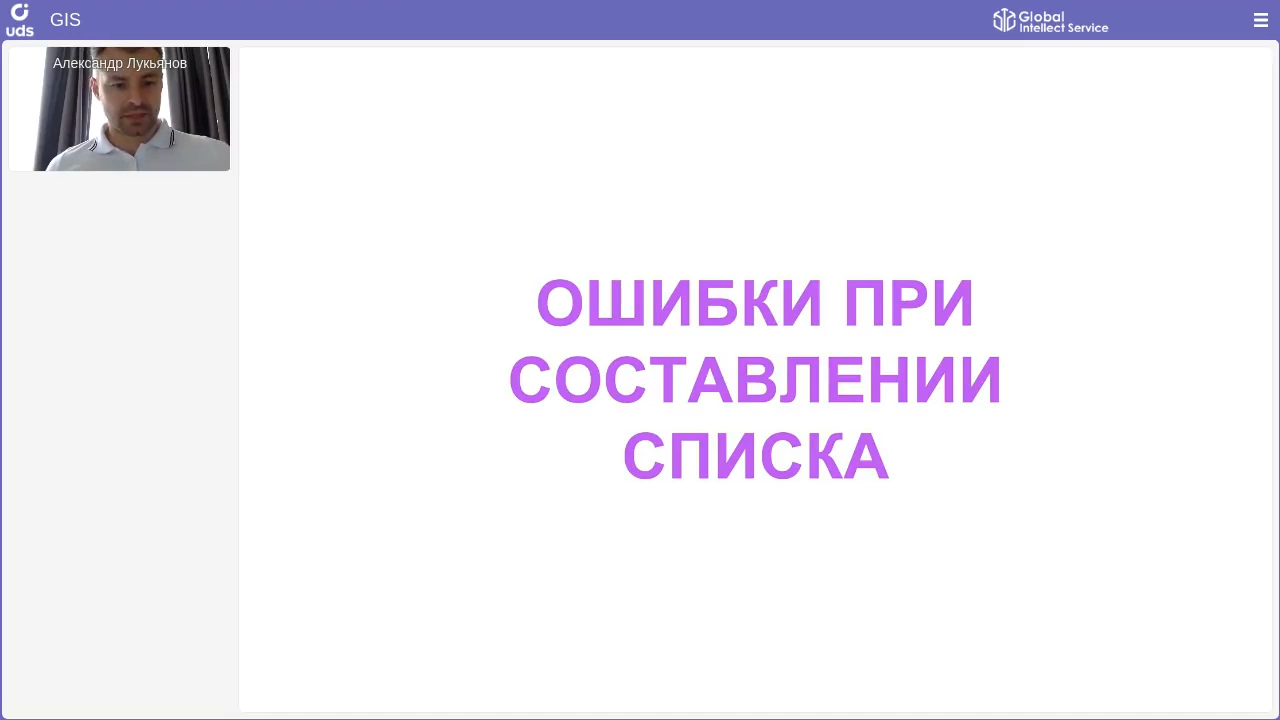 uds
GIS
Global
Intellect Service
Александр Лукьянов
ОШИБКИ ПРИ
СОСТАВЛЕНИИ
СПИСКА